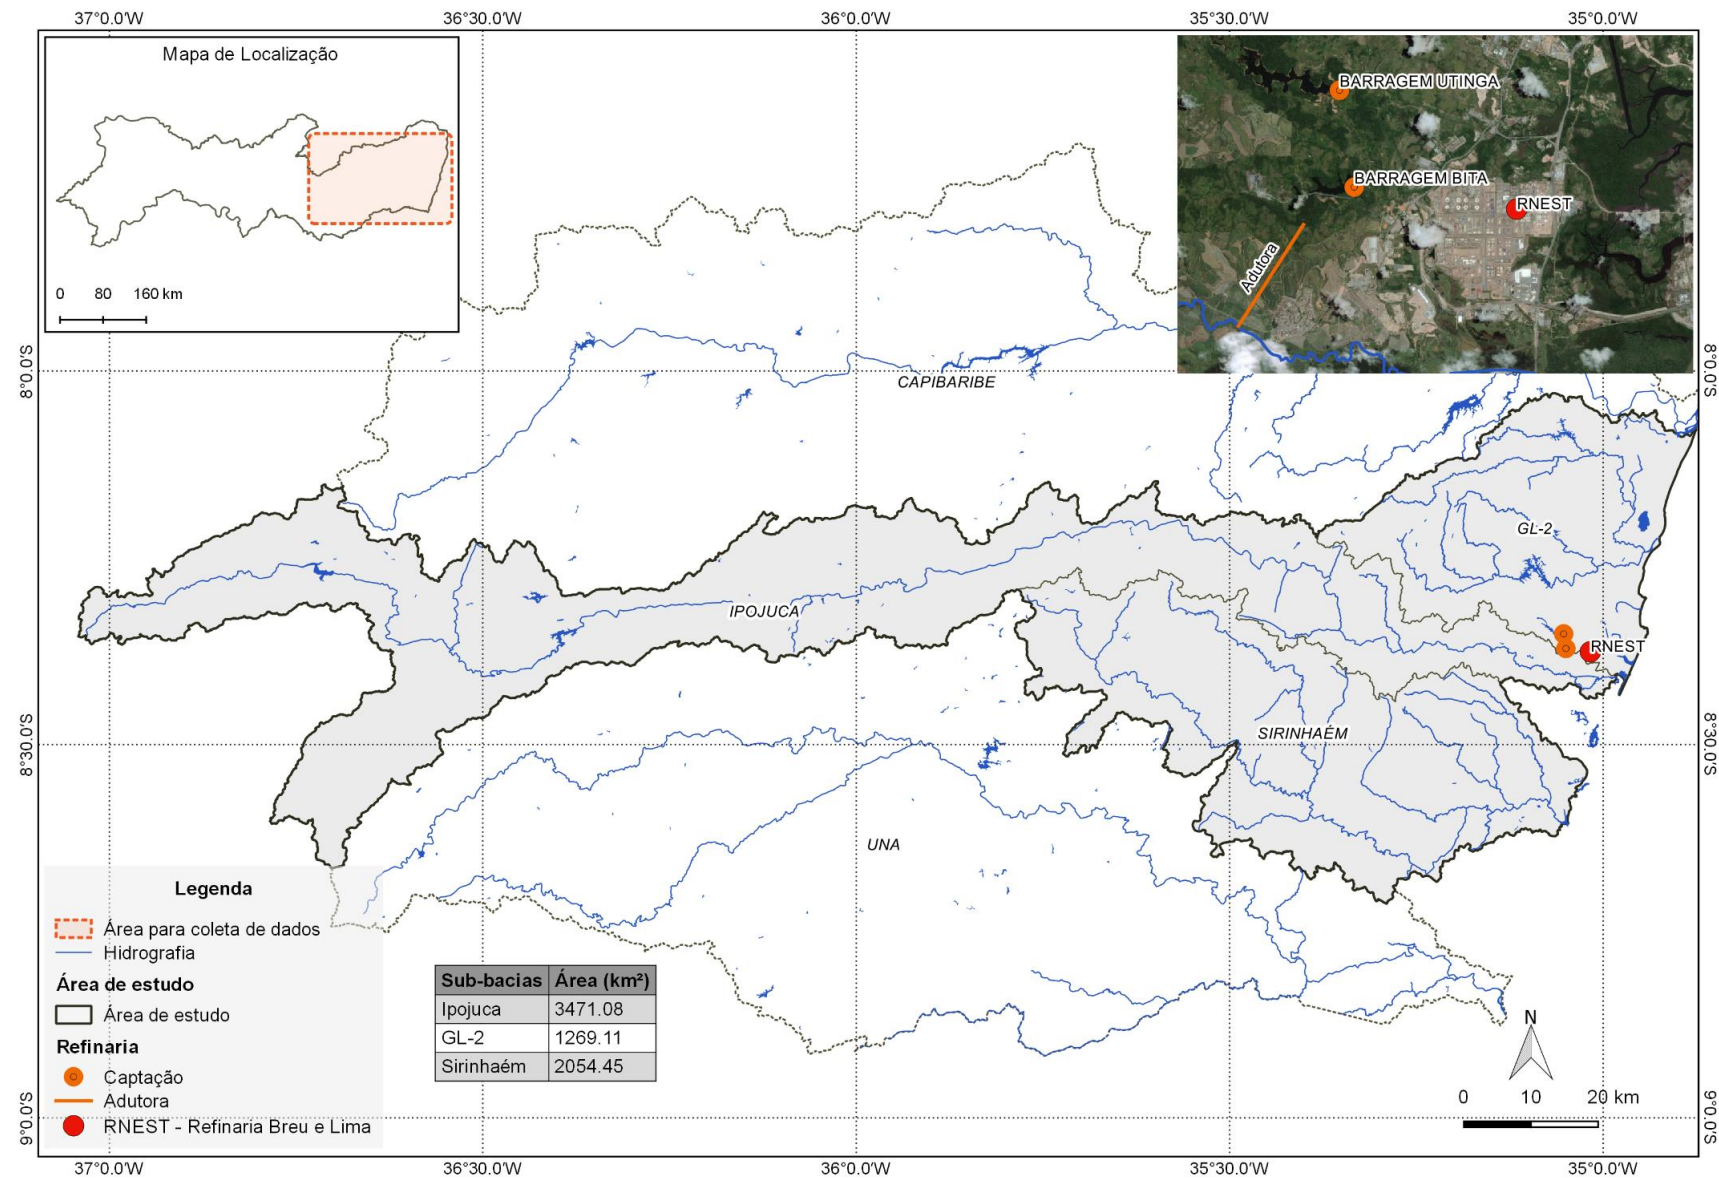 37°0.0'W 36°30.0'W 36°0.0'W 35°30.0'W 35°0.0'W
Mapa de Localização
0 80 160 km
BARRAGEM UTINGA
BARRAGEM BITA
RNEST
Adutora
8°0.0'S
8°0.0'S
CAPIBARIBE
GL-2
IPOJUCA
RNEST
SIRINHAÉM
8°30.0'S
8°30.0'S
UNA
Legenda
Área para coleta de dados
Hidrografia
Área de estudo
Área de estudo
Refinaria
Captação
Adutora
RNEST - Refinaria Breu e Lima
Sub-bacias Área (km²)
Ipojuca 3471.08
GL-2 1269.11
Sirinhaém 2054.45
N
0 10 20 km
9°0.0'S
9°0.0'S
37°0.0'W 36°30.0'W 36°0.0'W 35°30.0'W 35°0.0'W